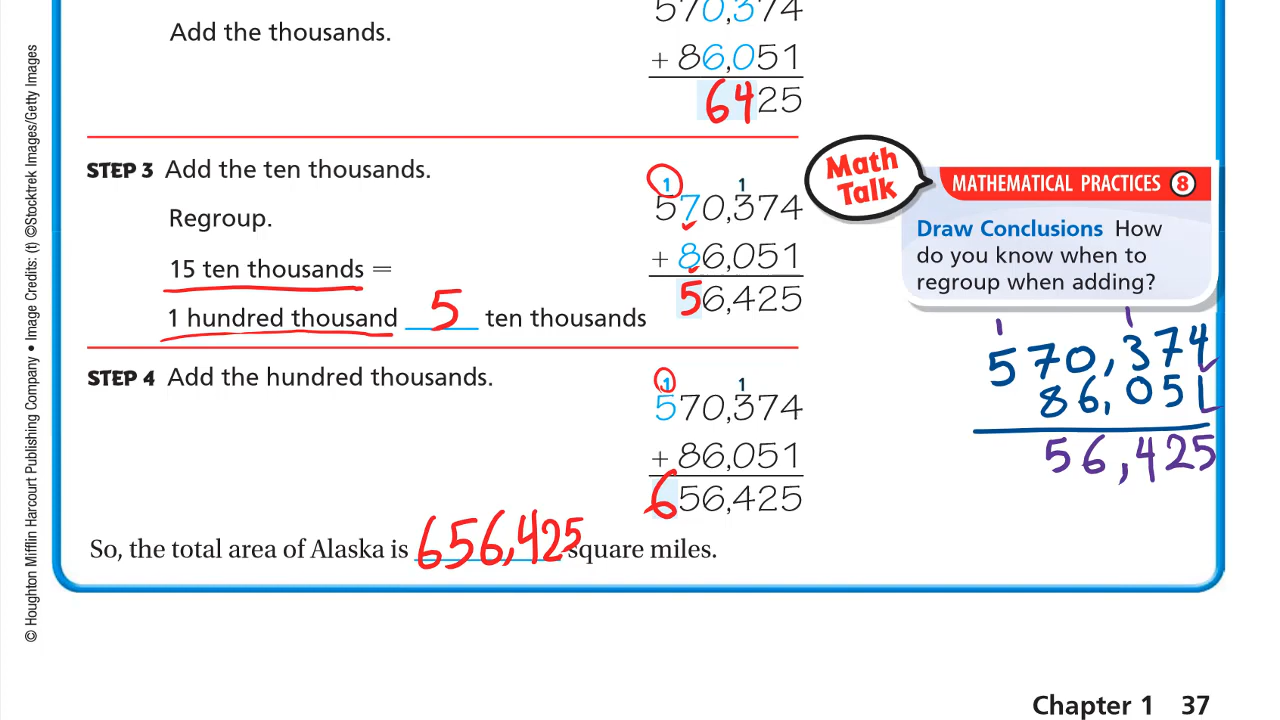 570,374
Add the thousands.
+ 86,051
6425
STEP 3 Add the ten thousands.
1 1
570,374
Regroup.
+ 86,051
15 ten thousands =
56,425
1 hundred thousand 5 ten thousands
STEP 4 Add the hundred thousands.
1 1
570,374
+ 86,051
656,425
So, the total area of Alaska is 656,425 square miles.
Math
Talk
MATHEMATICAL PRACTICES 8
Draw Conclusions How
do you know when to
regroup when adding?
1 1
570,374
86,051
56,425
© Houghton Mifflin Harcourt Publishing Company • Image Credits: (t) ©Stocktrek Images/Getty Images
Chapter 1 37